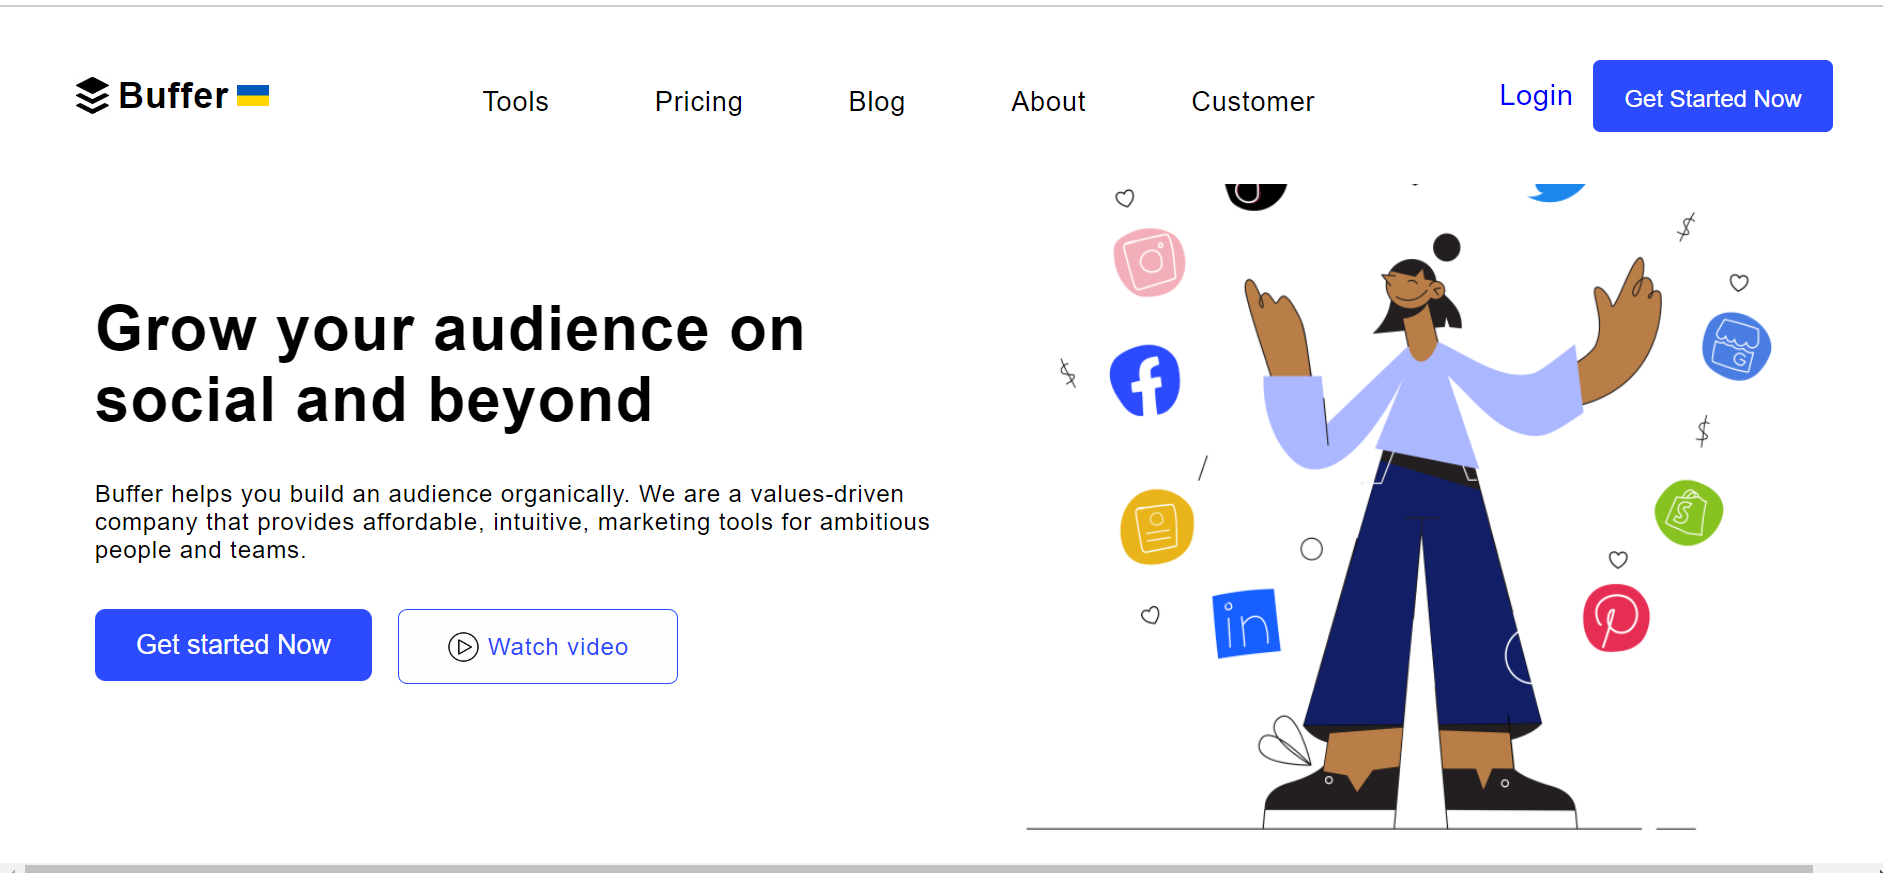 Buffer
Tools Pricing Blog About Customer
Login
Get Started Now
Grow your audience on
social and beyond
Buffer helps you build an audience organically. We are a values-driven
company that provides affordable, intuitive, marketing tools for ambitious
people and teams.
Get started Now
Watch video
$
$
$
f
G
S
in